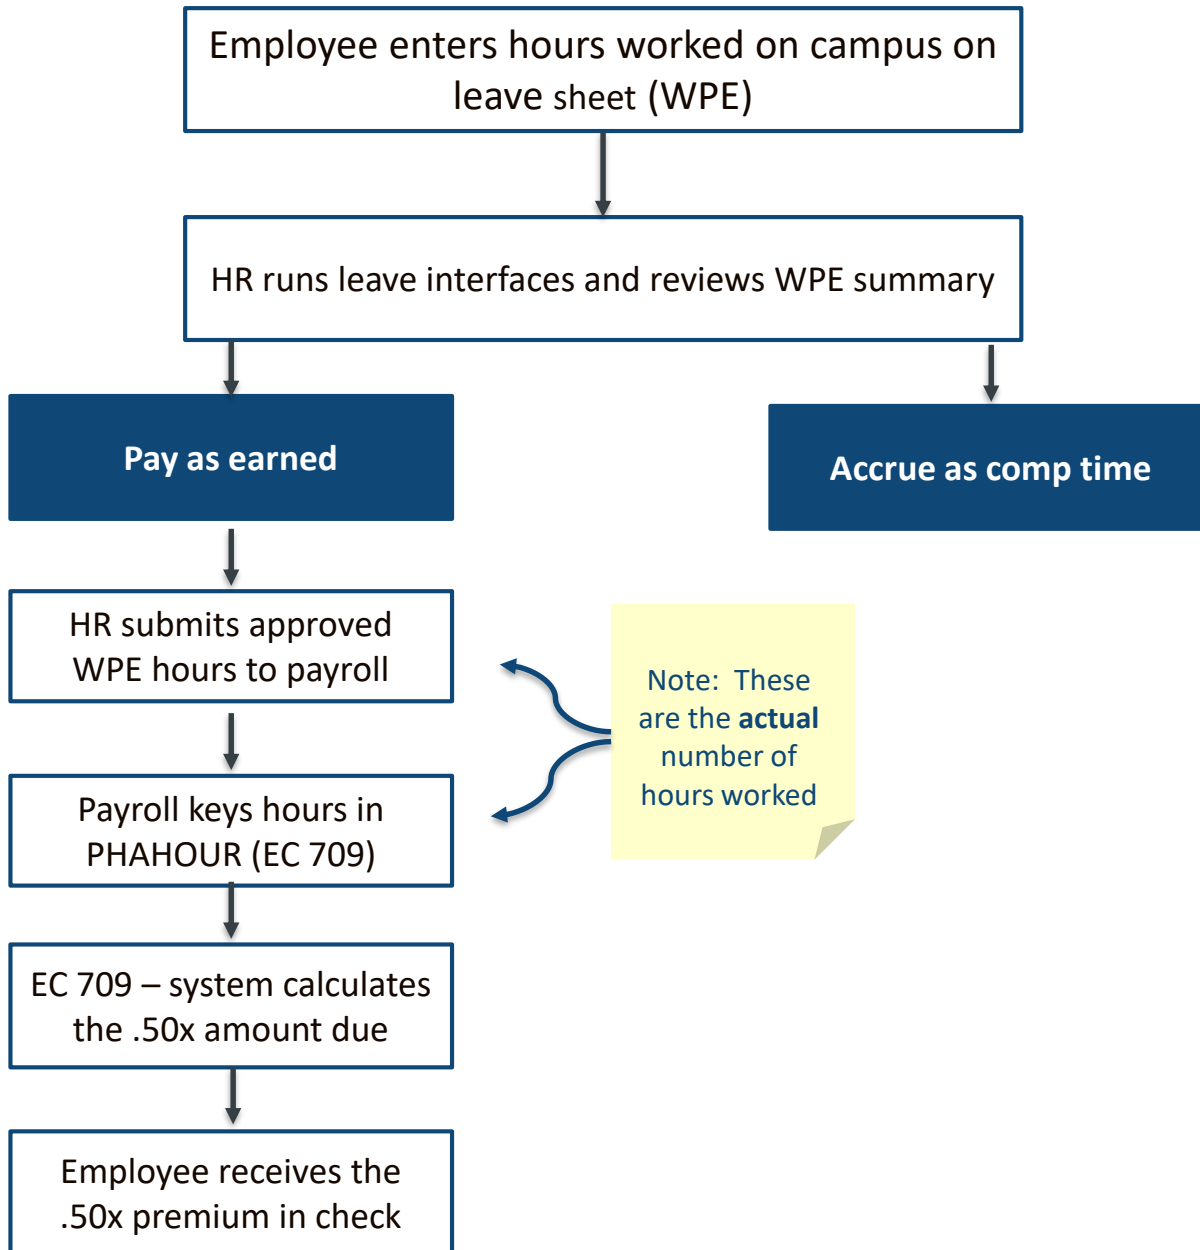 Employee enters hours worked on campus on
leave sheet (WPE)
HR runs leave interfaces and reviews WPE summary
Pay as earned
Accrue as comp time
HR submits approved
WPE hours to payroll
Note:  These
are the actual
number of
hours worked
Payroll keys hours in
PHAHOUR (EC 709)
EC 709 – system calculates
the .50x amount due
Employee receives the
.50x premium in check